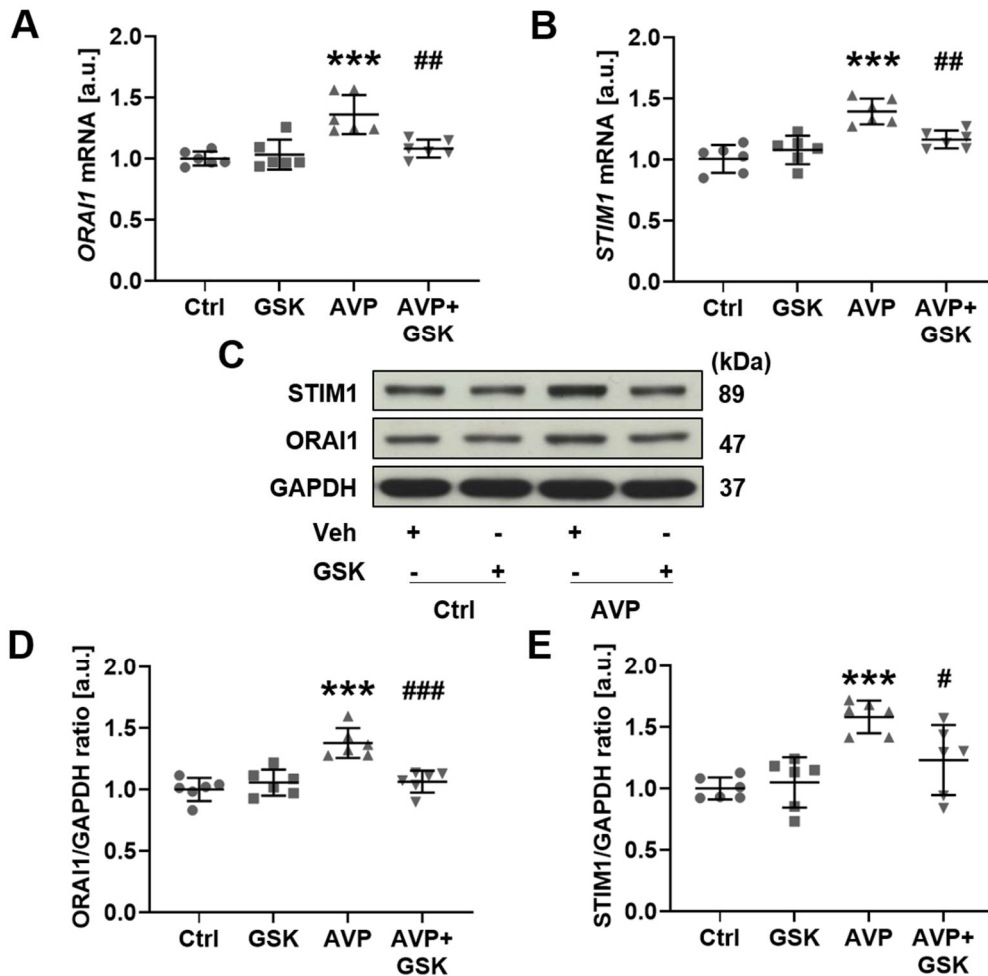 A
ORAI1 mRNA [a.u.]
2.0
1.5
1.0
0.5
0.0
***
##
Ctrl
GSK
AVP
AVP+
GSK
B
STIM1 mRNA [a.u.]
2.0
1.5
1.0
0.5
0.0
***
##
Ctrl
GSK
AVP
AVP+
GSK
C
(kDa)
STIM1 89
ORAI1 47
GAPDH 37
Veh + - + -
GSK - + - +
Ctrl AVP
D
ORAI1/GAPDH ratio [a.u.]
2.0
1.5
1.0
0.5
0.0
***
###
Ctrl
GSK
AVP
AVP+
GSK
E
STIM1/GAPDH ratio [a.u.]
2.0
1.5
1.0
0.5
0.0
***
#
Ctrl
GSK
AVP
AVP+
GSK